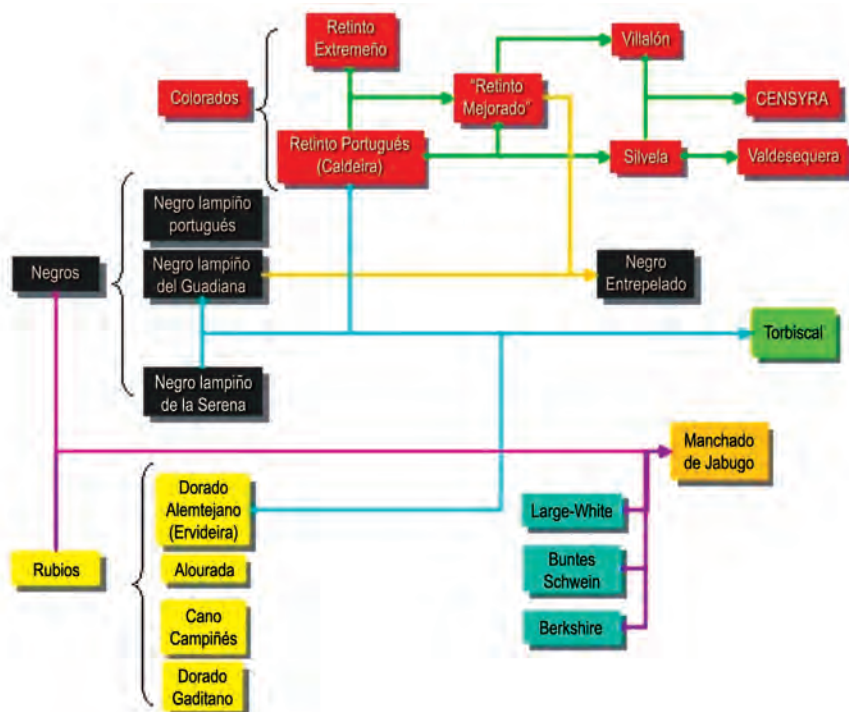 Retinto
Extremeño
Villalón
Colorados
"Retinto
Mejorado"
CENSYRA
Retinto Portugués
(Caldeira)
Silvela
Valdesequera
Negro lampiño
portugués
Negros
Negro lampiño
del Guadiana
Negro
Entrepelado
Torbiscal
Negro lampiño
de la Serena
Manchado
de Jabugo
Dorado
Alemtejano
(Ervideira)
Large-White
Rubios
Alourada
Buntes
Schwein
Cano
Campiñés
Berkshire
Dorado
Gaditano